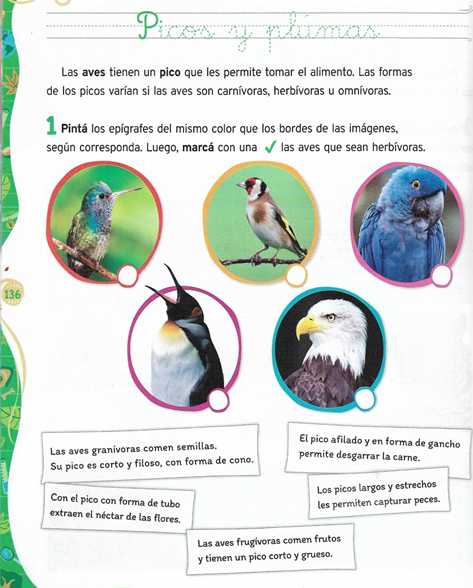 Picos y plumas
Las aves tienen un pico que les permite tomar el alimento. Las formas
de los picos varían si las aves son carnívoras, herbívoras u omnívoras.
1 Pintá los epígrafes del mismo color que los bordes de las imágenes,
según corresponda. Luego, marcá con una ✓ las aves que sean herbívoras.
136
Las aves granívoras comen semillas.
Su pico es corto y filoso, con forma de cono.
El pico afilado y en forma de gancho
permite desgarrar la carne.
Con el pico con forma de tubo
extraen el néctar de las flores.
Los picos largos y estrechos
les permiten capturar peces.
Las aves frugívoras comen frutos
y tienen un pico corto y grueso.